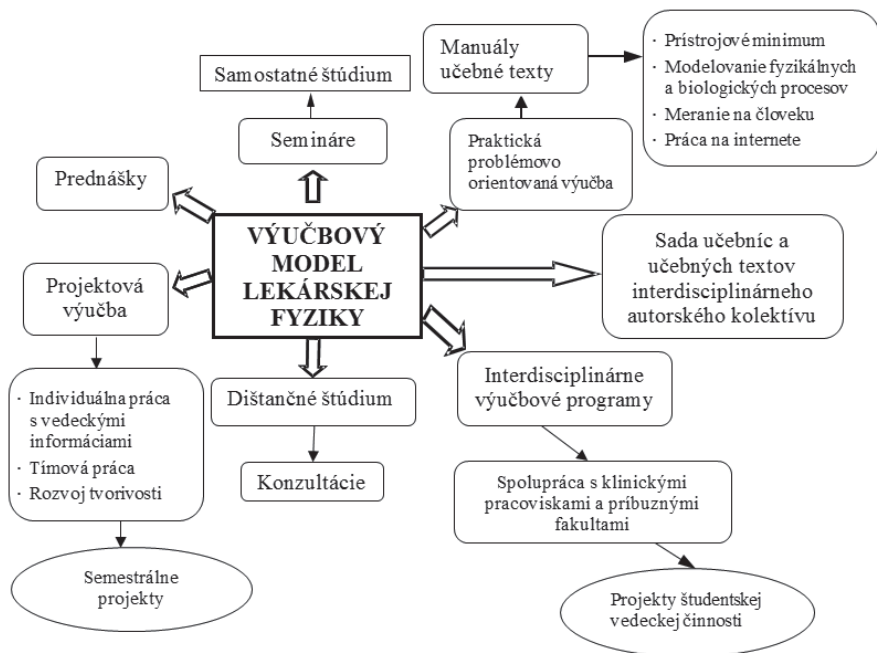 Manuály
učebné texty
· Prístrojové minimum
· Modelovanie fyzikálnych
a biologických procesov
· Meranie na človeku
· Práca na internete
Samostatné štúdium
Semináre
Praktická
problémovo
orientovaná výučba
Prednášky
VÝUČBOVÝ
MODEL
LEKÁRSKEJ
FYZIKY
Sada učebníc a
učebných textov
interdisciplinárneho
autorského kolektívu
Projektová
výučba
Interdisciplinárne
výučbové programy
Dištančné štúdium
· Individuálna práca
s vedeckými
informáciami
· Tímová práca
· Rozvoj tvorivosti
Konzultácie
Spolupráca s klinickými
pracoviskami a príbuznými
fakultami
Semestrálne
projekty
Projekty študentskej
vedeckej činnosti